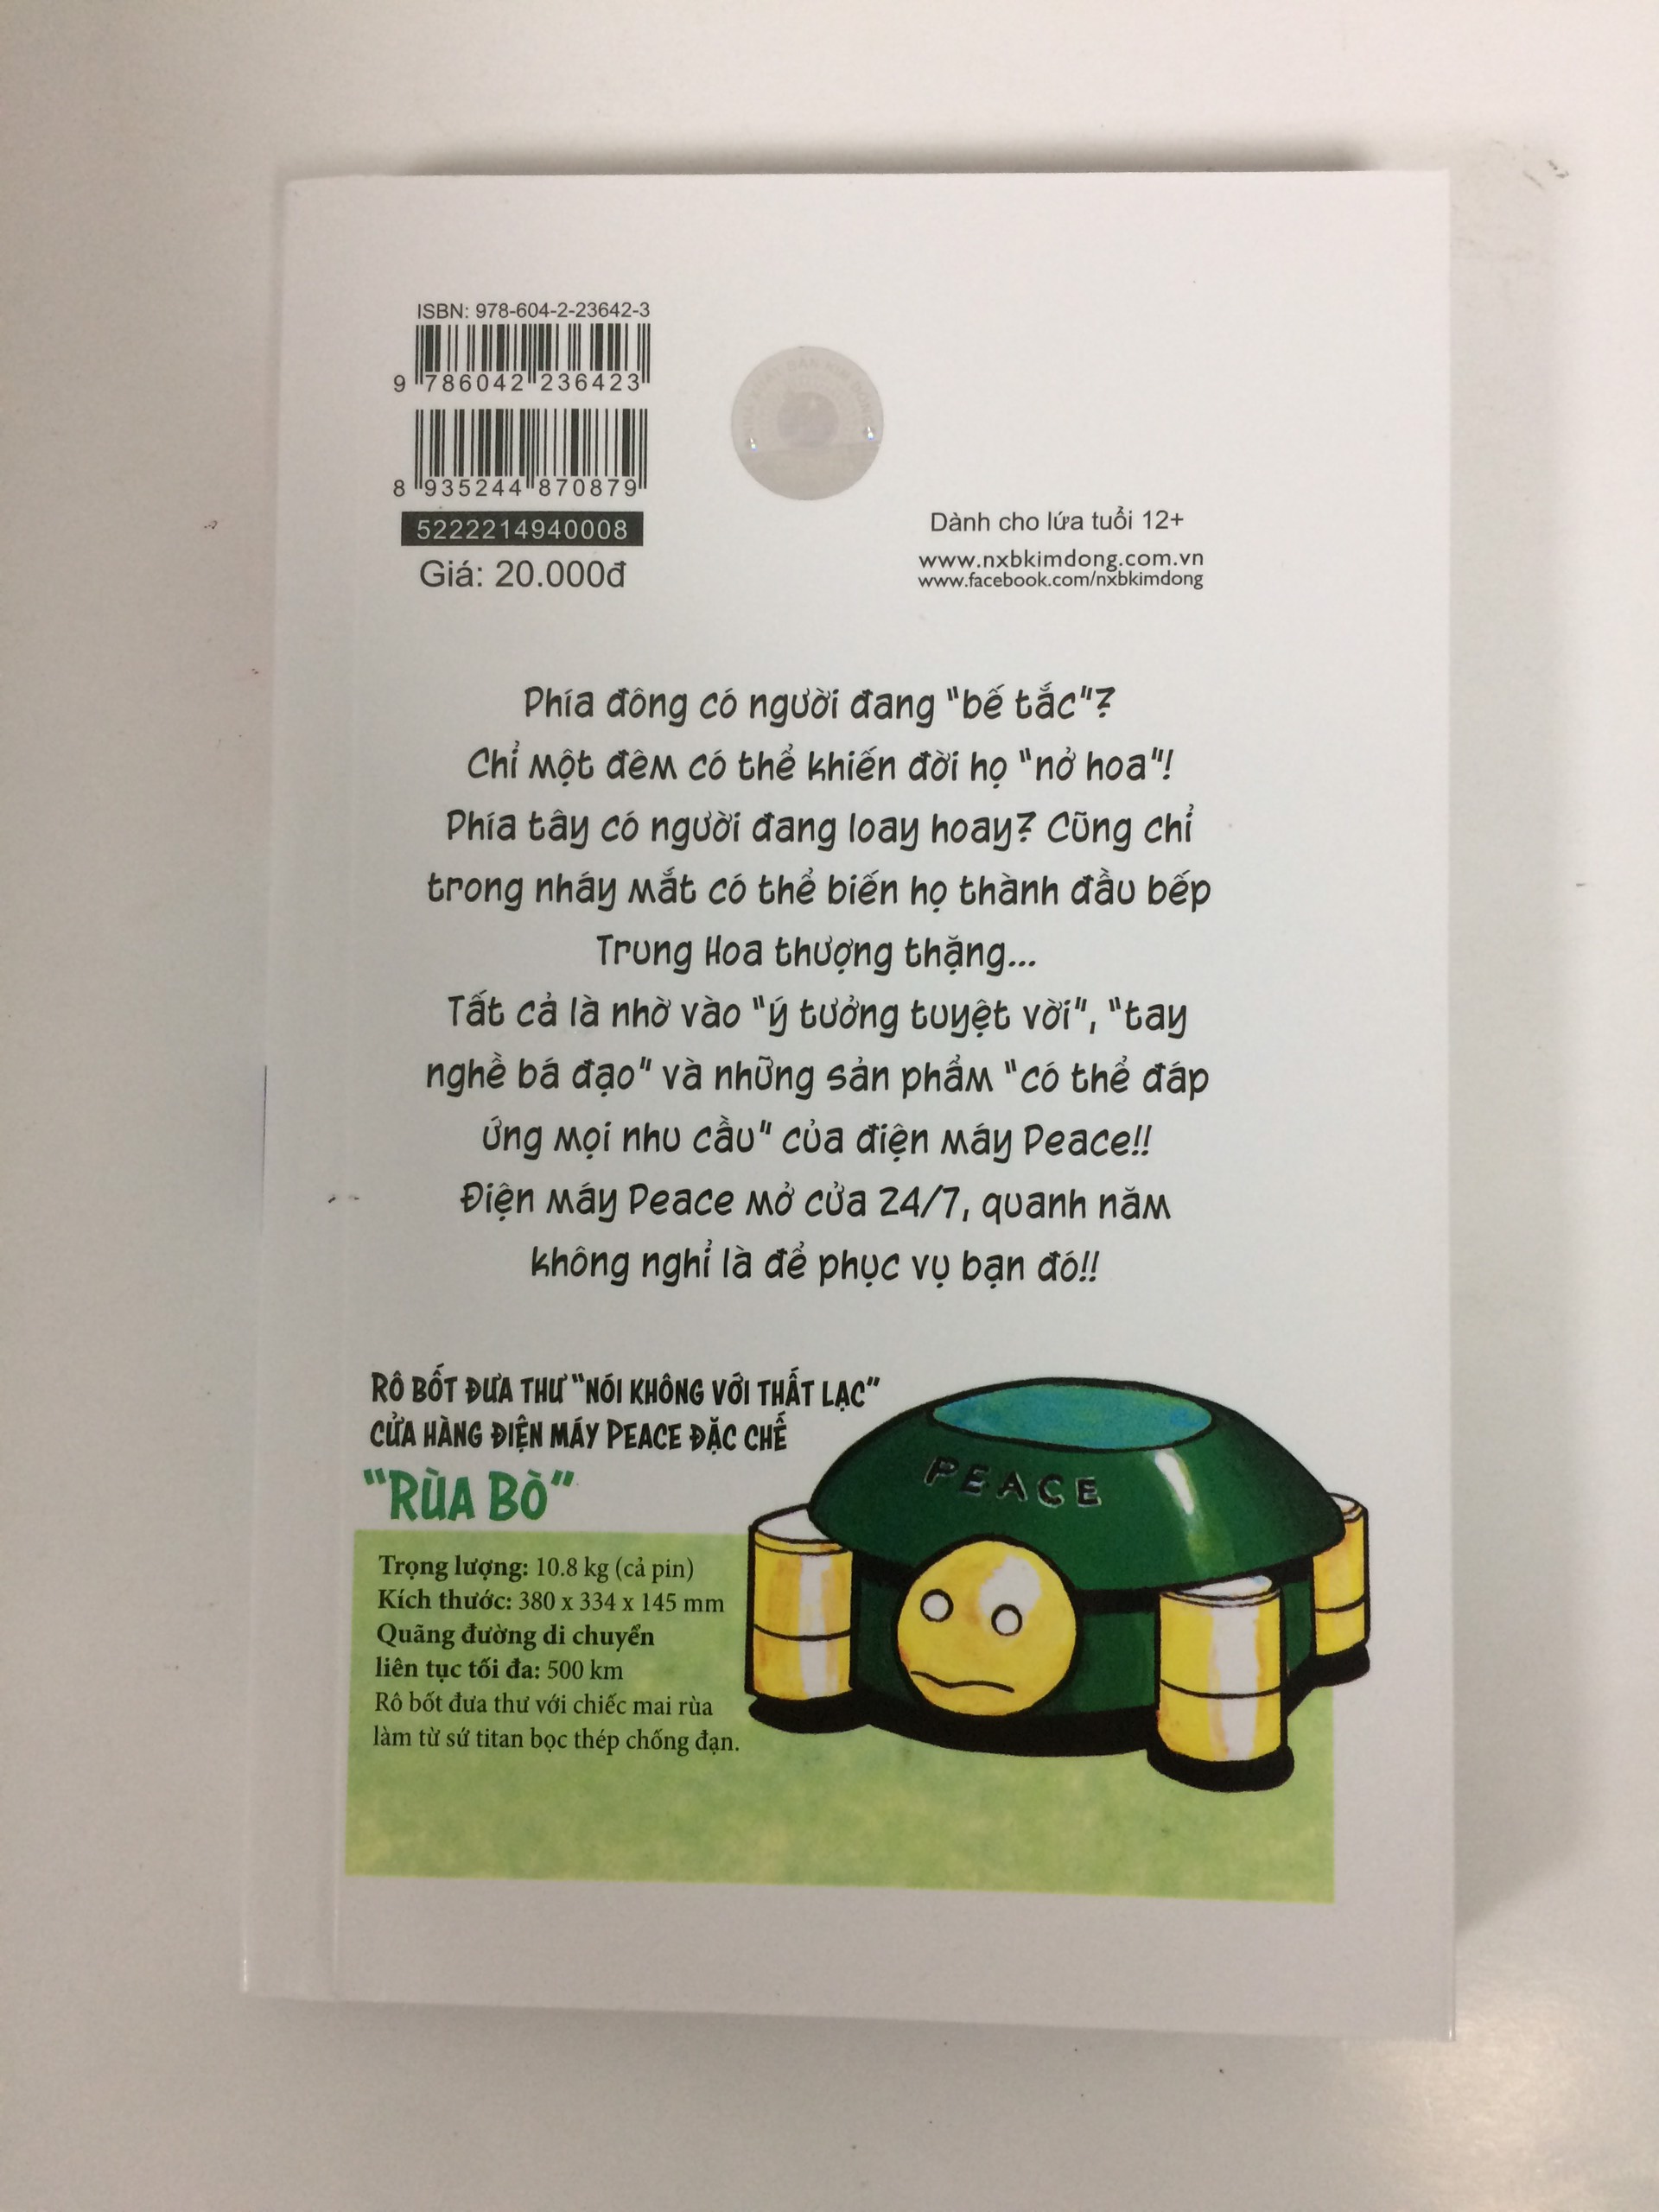 ISBN: 978-604-2-23642-3
9 786042 236423
8 935244 870879
5222214940008
Giá: 20.000đ
Dành cho lứa tuổi 12+
www.nxbkimdong.com.vn
www.facebook.com/nxbkimdong
Phía đông có người đang "bế tắc"?
Chỉ một đêm có thể khiến đời họ "nở hoa"!
Phía tây có người đang loay hoay? Cũng chỉ
trong nháy mắt có thể biến họ thành đầu bếp
Trung Hoa thượng thặng...
Tất cả là nhờ vào "ý tưởng tuyệt vời", "tay
nghề bá đạo" và những sản phẩm "có thể đáp
ứng mọi nhu cầu" của điện máy Peace!!
Điện máy Peace mở cửa 24/7, quanh năm
không nghỉ là để phục vụ bạn đó!!
RÔ BỐT ĐƯA THƯ "NÓI KHÔNG VỚI THẤT LẠC"
CỬA HÀNG ĐIỆN MÁY PEACE ĐẶC CHẾ
"RÙA BÒ"
PEACE
Trọng lượng: 10.8 kg (cả pin)
Kích thước: 380 x 334 x 145 mm
Quãng đường di chuyển
liên tục tối đa: 500 km
Rô bốt đưa thư với chiếc mai rùa
làm từ sứ titan bọc thép chống đạn.